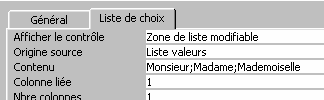 Général Liste de choix
Afficher le contrôle Zone de liste modifiable
Origine source Liste valeurs
Contenu Monsieur;Madame;Mademoiselle
Colonne liée 1
Nbre colonnes 1